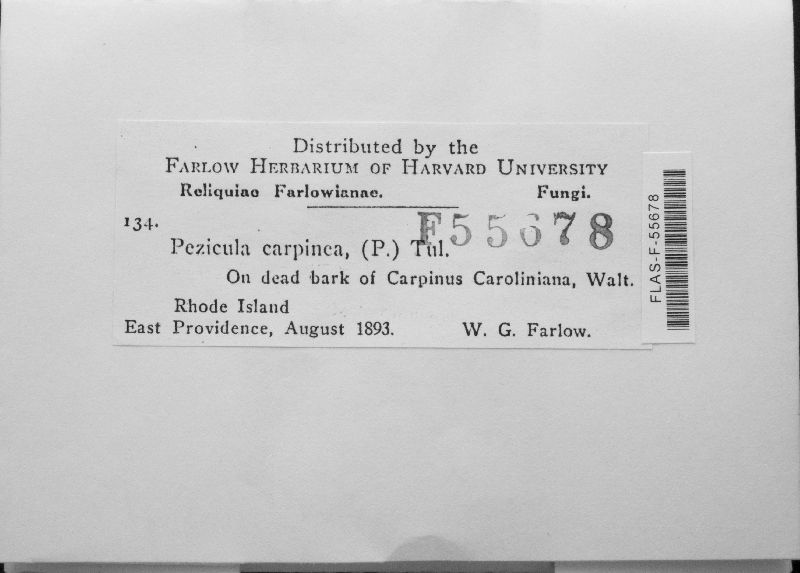 Distributed by the
FARLOW HERBARIUM OF HARVARD UNIVERSITY
Reliquiae Farlowianae. Fungi.
134. F55678
Pezicula carpinea, (P.) Tul.
On dead bark of Carpinus Caroliniana, Walt.
Rhode Island
East Providence, August 1893. W. G. Farlow.
FLAS-F-55678